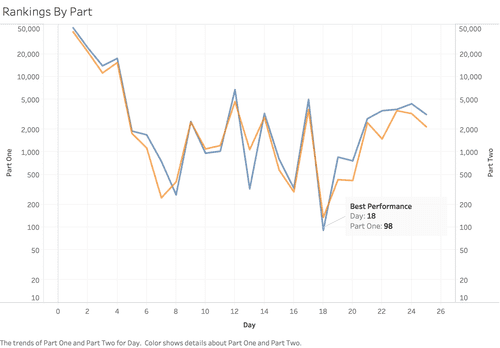 Rankings By Part
50,000
20,000
10,000
5,000
2,000
1,000
500
200
100
50
20
10
Part One
50,000
20,000
10,000
5,000
2,000
1,000
500
200
100
50
20
10
Part Two
Best Performance
Day: 18
Part One: 98
0 2 4 6 8 10 12 14 16 18 20 22 24 26
Day
The trends of Part One and Part Two for Day. Color shows details about Part One and Part Two.